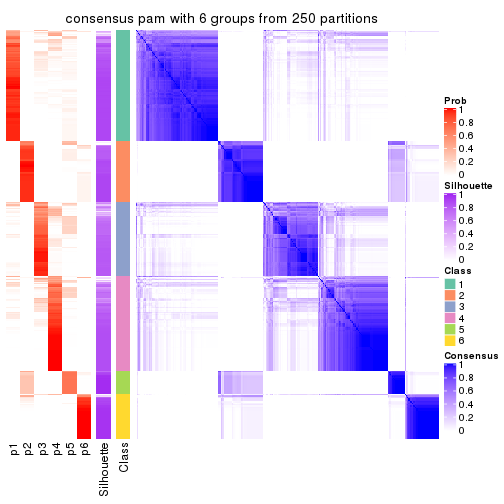 consensus pam with 6 groups from 250 partitions
Prob
1
0.8
0.6
0.4
0.2
0
Silhouette
1
0.8
0.6
0.4
0.2
0
Class
1
2
3
4
5
6
Consensus
1
0.8
0.6
0.4
0.2
0
p1
p2
p3
p4
p5
p6
Silhouette
Class